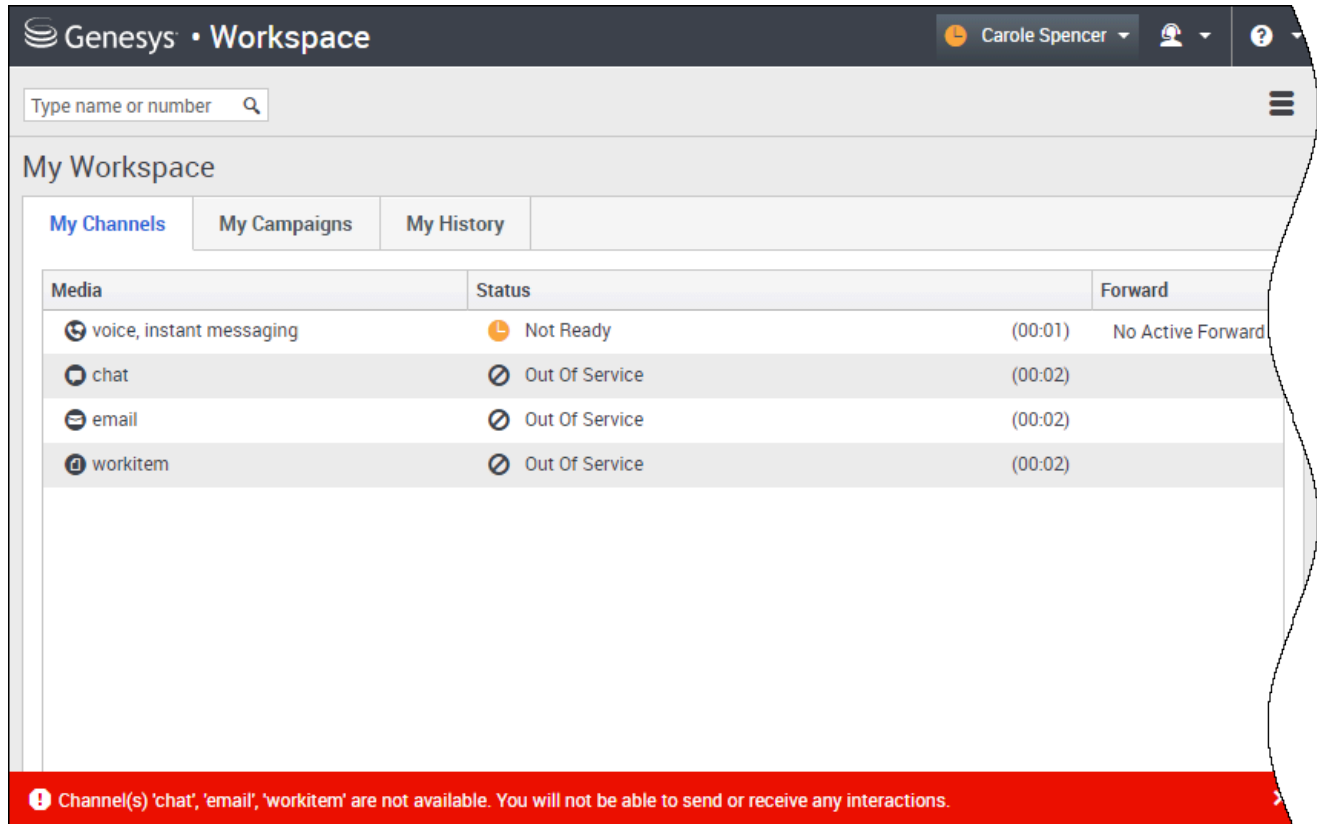 Genesys • Workspace Carole Spencer
Type name or number
My Workspace
My Channels My Campaigns My History
Media Status Forward
voice, instant messaging Not Ready (00:01) No Active Forward
chat Out Of Service (00:02)
email Out Of Service (00:02)
workitem Out Of Service (00:02)
Channel(s) 'chat', 'email', 'workitem' are not available. You will not be able to send or receive any interactions.